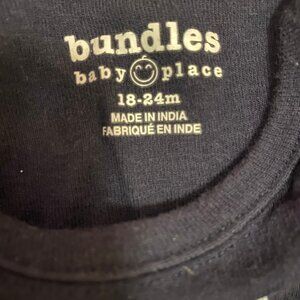 bundles
baby place
18-24m
MADE IN INDIA
FABRIQUÉ EN INDE